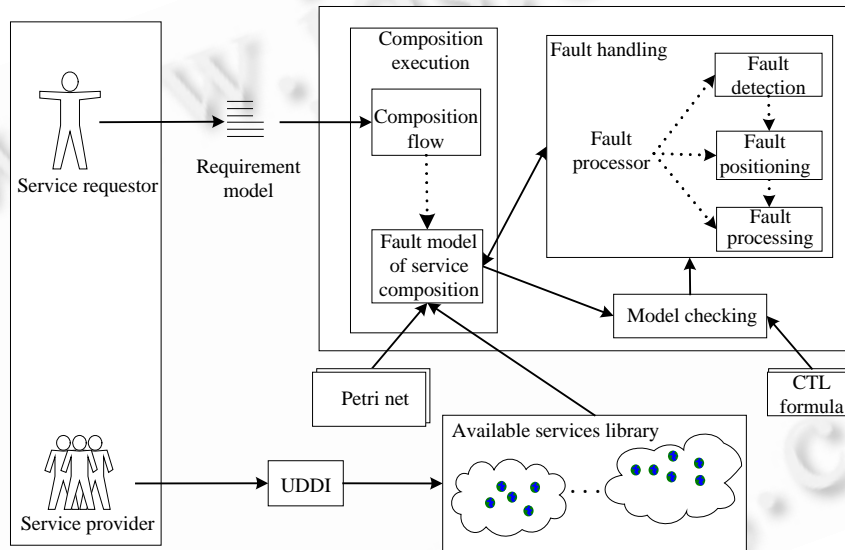 Composition
execution
Fault handling
Fault
detection
Composition
flow
Fault
processor
Fault
positioning
Service requestor
Requirement
model
Fault
processing
Fault model
of service
composition
Model checking
Petri net
CTL
formula
Available services library
UDDI
Service provider